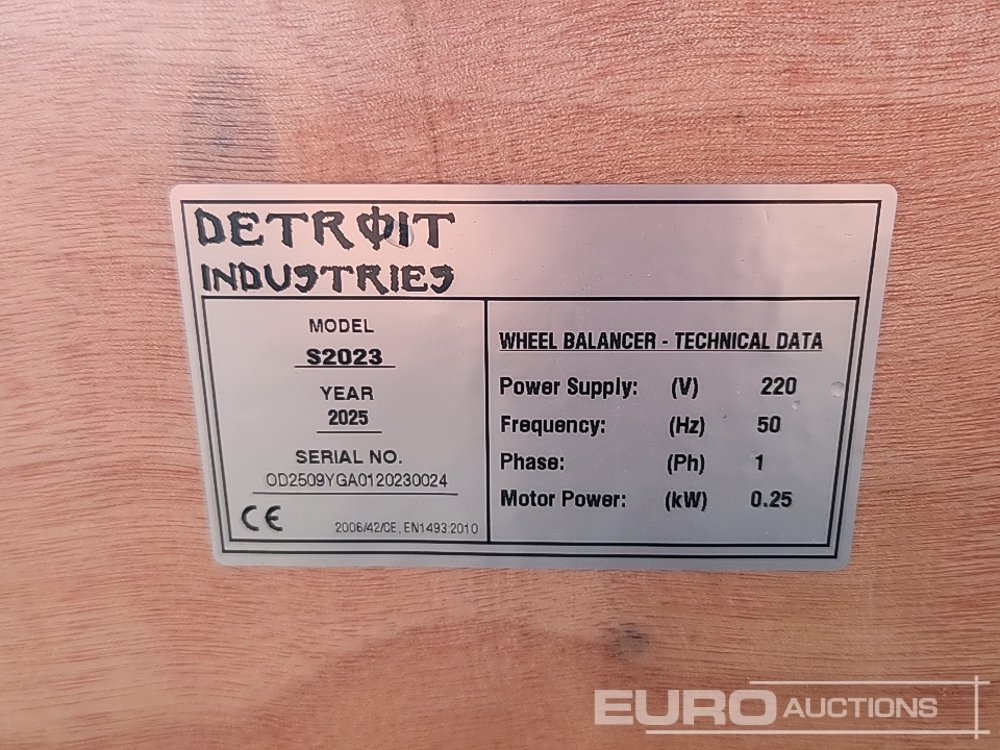 DETROIT
INDUSTRIES
MODEL
S2023
YEAR
2025
SERIAL NO.
OD2509YGA0120230024
CE
2006/42/CE, EN1493:2010
WHEEL BALANCER - TECHNICAL DATA
Power Supply: (V) 220
Frequency: (Hz) 50
Phase: (Ph) 1
Motor Power: (kW) 0.25
EURO AUCTIONS